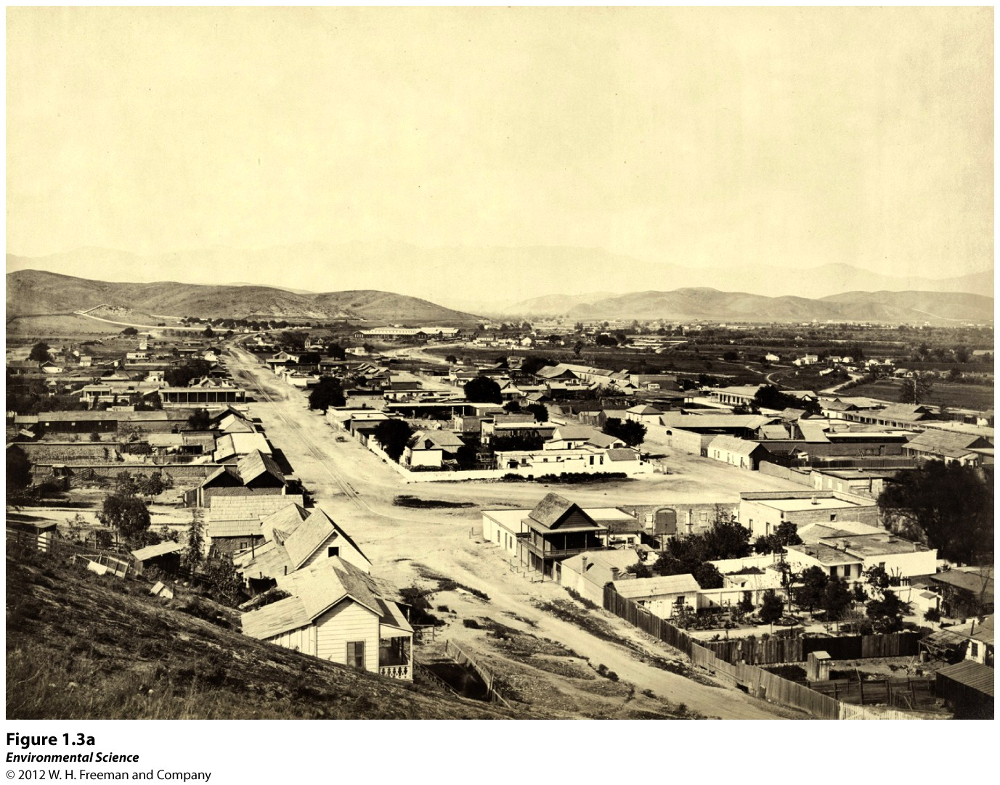 Figure 1.3a
Environmental Science
© 2012 W. H. Freeman and Company